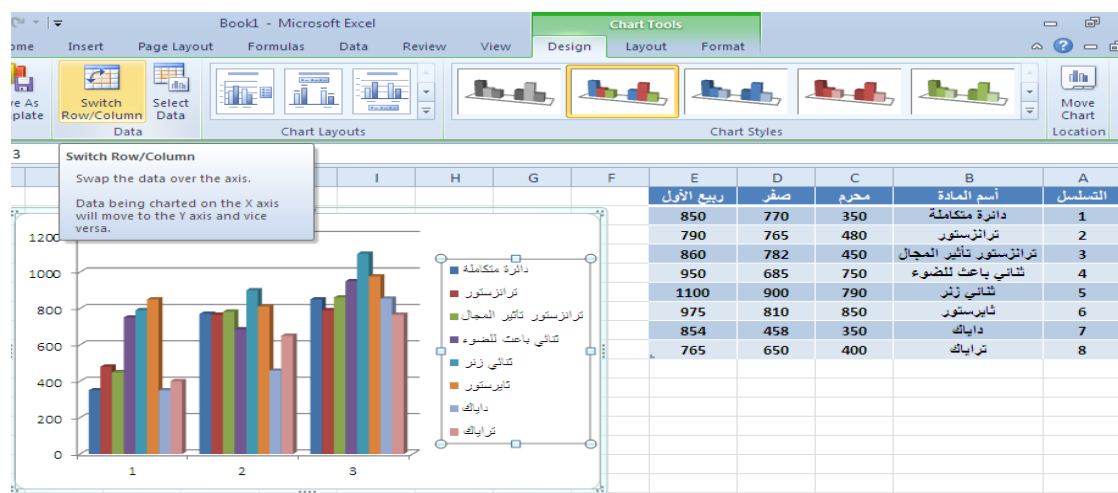 Book1 - Microsoft Excel
Chart Tools
ome Insert Page Layout Formulas Data Review View Design Layout Format
e As
plate
Switch
Row/Column
Select
Data
Move
Chart
Data
Chart Layouts
Chart Styles
Location
3
Switch Row/Column
Swap the data over the axis.
Data being charted on the X axis
will move to the Y axis and vice
versa.
I H G F E D C B A
التسلسل أسم المادة محرم صفر ربيع الأول
1 دائرة متكاملة 350 770 850
2 ترانزستور 480 765 790
3 ترانزستور تأثير المجال 450 782 860
4 ثنائي باعث للضوء 750 685 950
5 ثنائي زنر 790 900 1100
6 ثايرستور 850 810 975
7 داياك 350 458 854
8 تراياك 400 650 765
1200
1000
800
600
400
200
0
1 2 3
دائرة متكاملة
ترانزستور
ترانزستور تأثير المجال
ثنائي باعث للضوء
ثنائي زنر
ثايرستور
داياك
تراياك